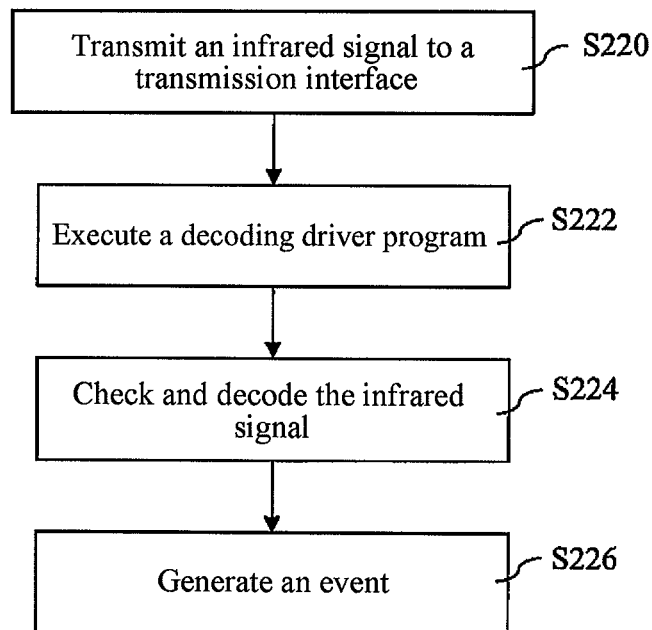 Transmit an infrared signal to a
transmission interface
S220
Execute a decoding driver program
S222
Check and decode the infrared
signal
S224
Generate an event
S226